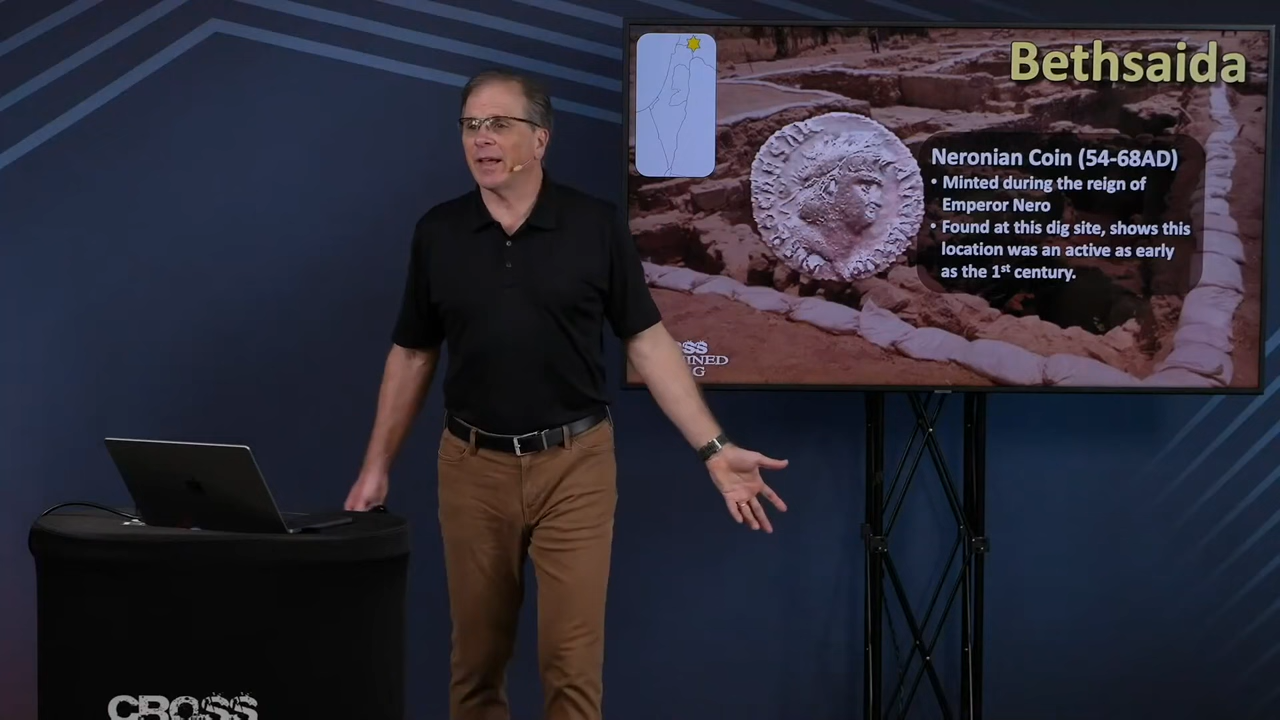 Bethsaida
Neronian Coin (54-68AD)
• Minted during the reign of
Emperor Nero
• Found at this dig site, shows this
location was an active as early
as the 1st century.
CROSS